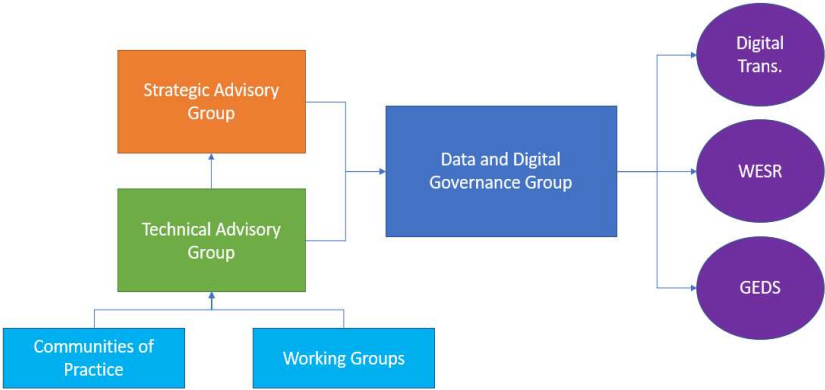 Strategic Advisory
Group
Technical Advisory
Group
Communities of
Practice
Working Groups
Data and Digital
Governance Group
Digital
Trans.
WESR
GEDS